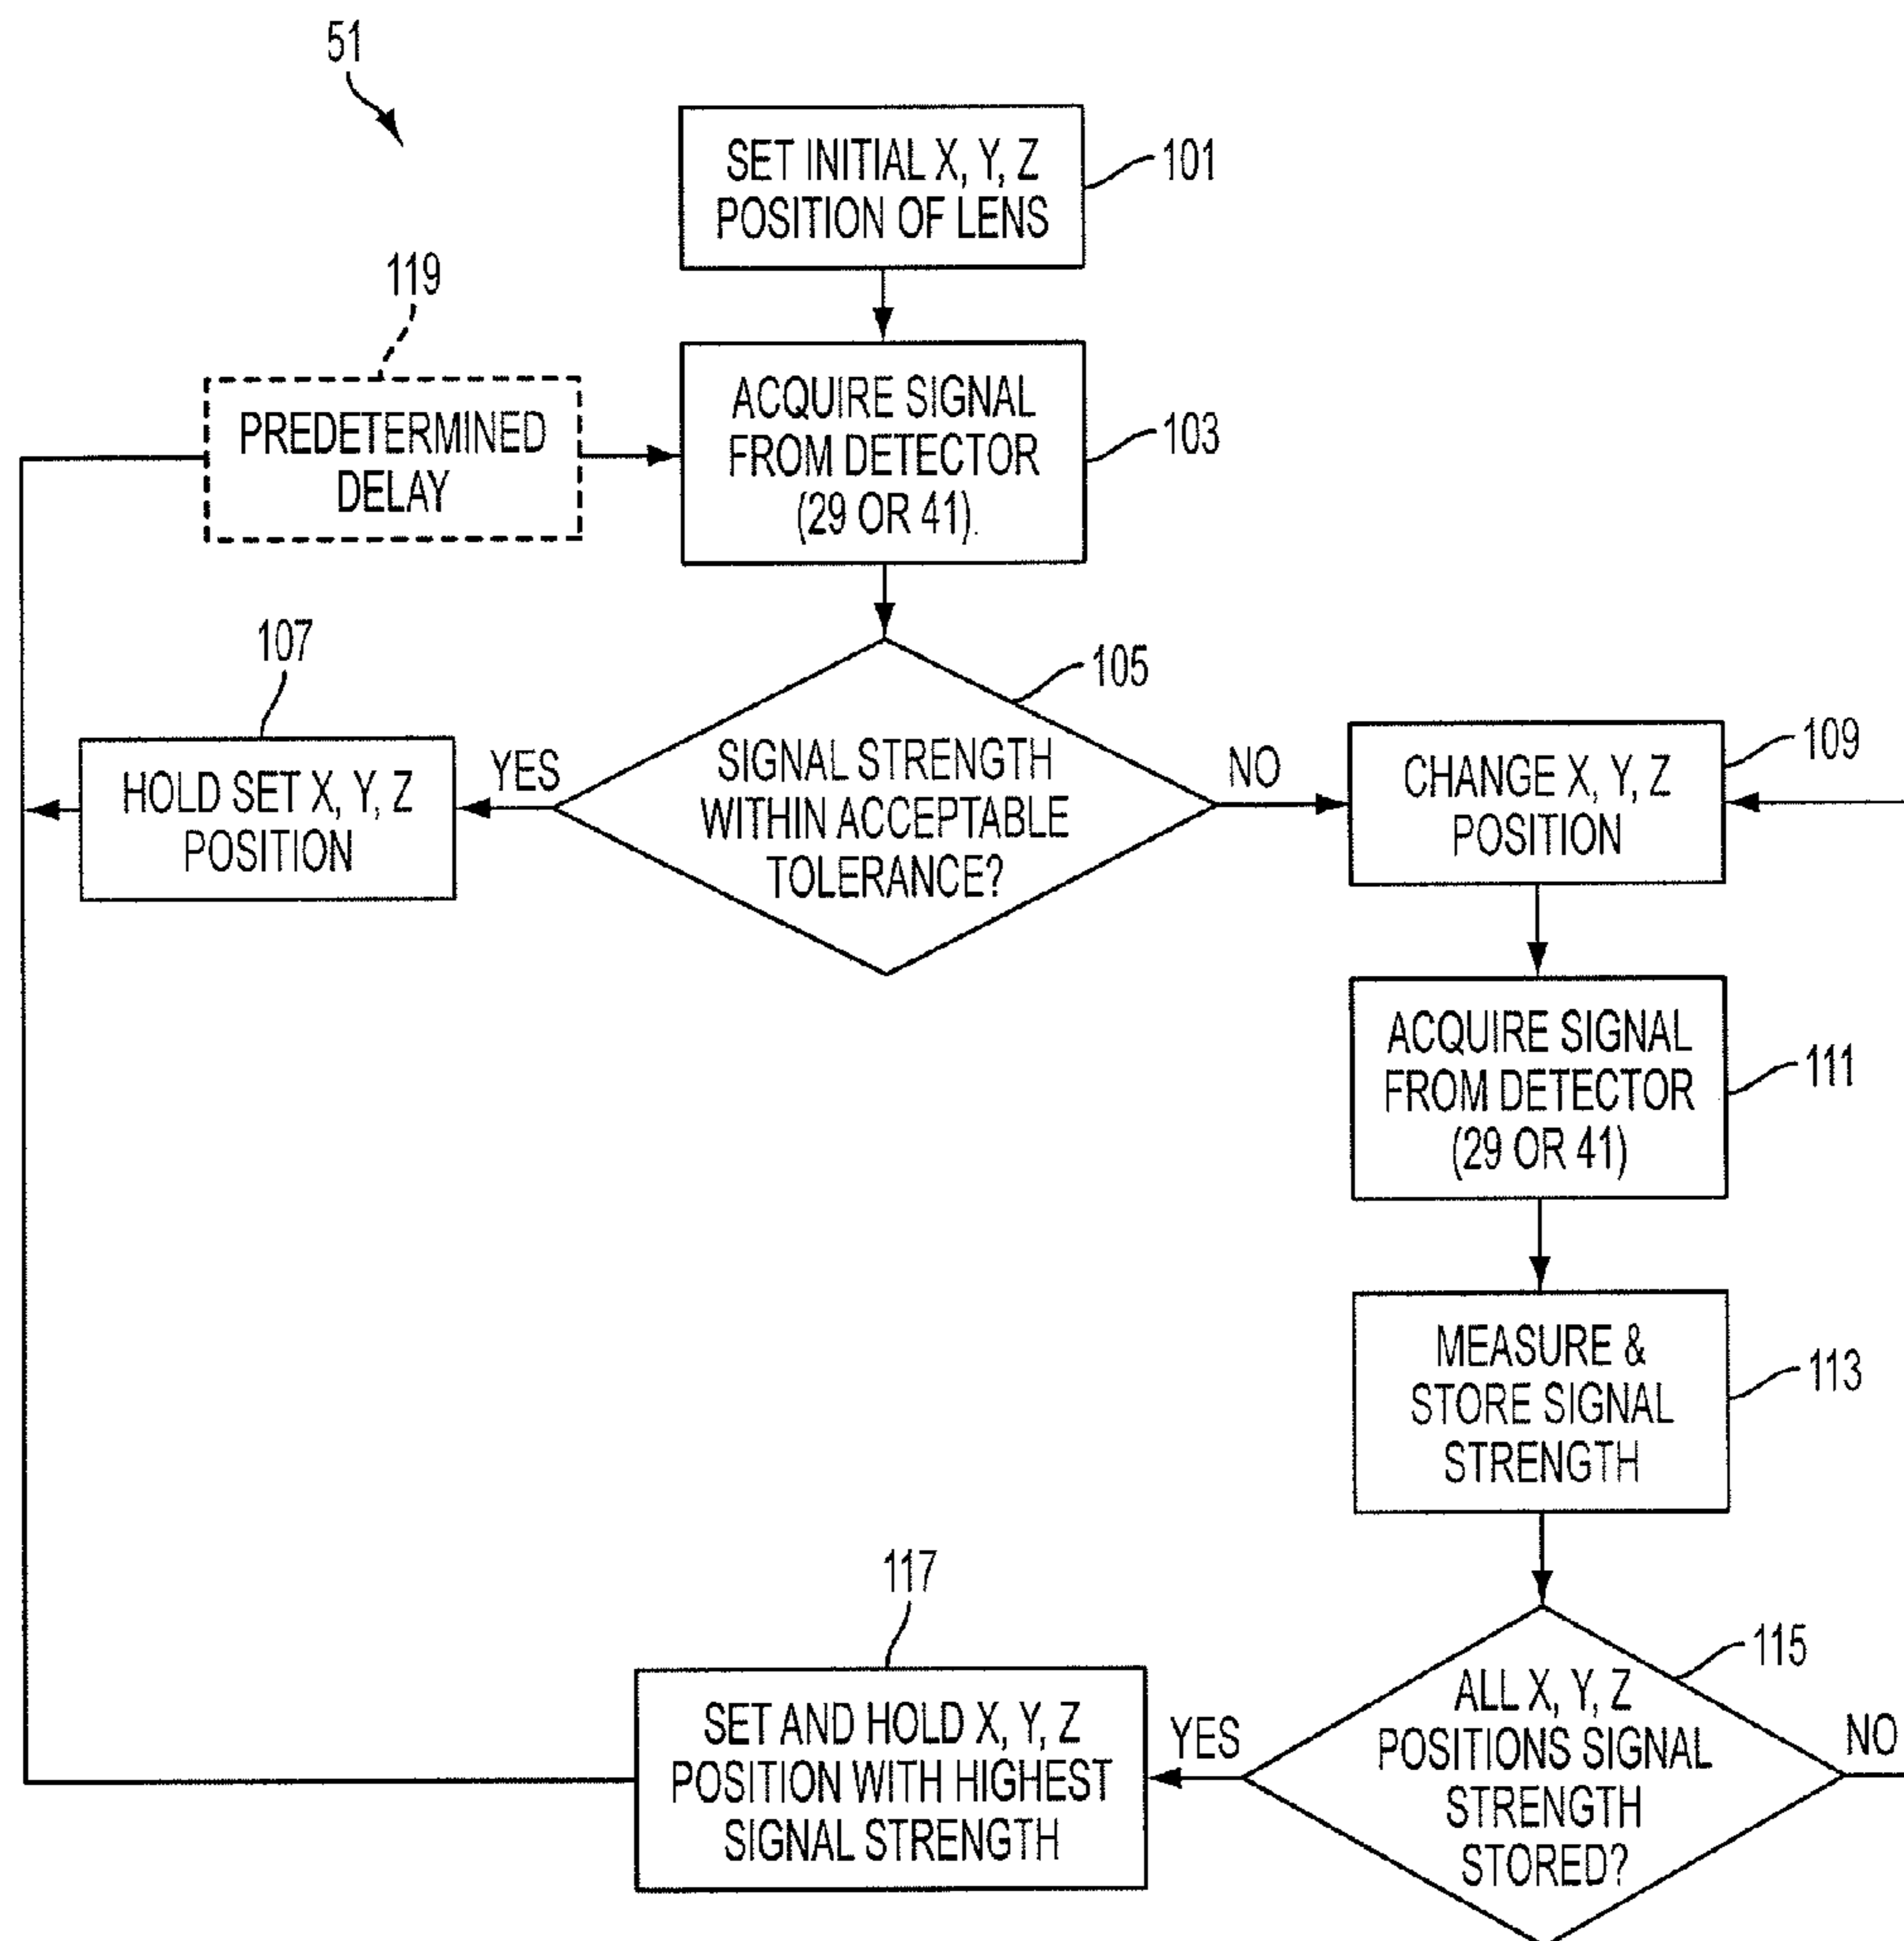 51
SET INITIAL X, Y, Z
POSITION OF LENS
101
119
PREDETERMINED
DELAY
ACQUIRE SIGNAL
FROM DETECTOR
(29 OR 41).
103
107
HOLD SET X, Y, Z
POSITION
YES
105
SIGNAL STRENGTH
WITHIN ACCEPTABLE
TOLERANCE?
NO
CHANGE X, Y, Z
POSITION
109
ACQUIRE SIGNAL
FROM DETECTOR
(29 OR 41)
111
MEASURE &
STORE SIGNAL
STRENGTH
113
117
SET AND HOLD X, Y, Z
POSITION WITH HIGHEST
SIGNAL STRENGTH
YES
115
ALL X, Y, Z
POSITIONS SIGNAL
STRENGTH
STORED?
NO